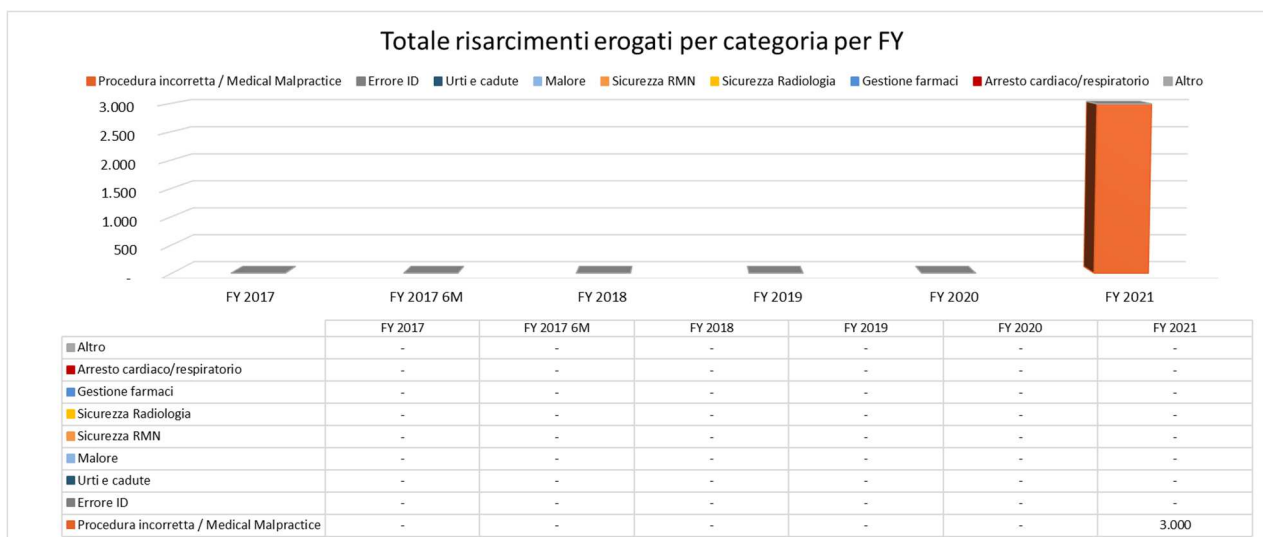 Totale risarcimenti erogati per categoria per FY
Procedura incorretta / Medical Malpractice Errore ID Urti e cadute Malore Sicurezza RMN Sicurezza Radiologia Gestione farmaci Arresto cardiaco/respiratorio Altro
3.000
2.500
2.000
1.500
1.000
500
-
FY 2017 FY 2017 6M FY 2018 FY 2019 FY 2020 FY 2021
FY 2017 FY 2017 6M FY 2018 FY 2019 FY 2020 FY 2021
Altro - - - - - -
Arresto cardiaco/respiratorio - - - - - -
Gestione farmaci - - - - - -
Sicurezza Radiologia - - - - - -
Sicurezza RMN - - - - - -
Malore - - - - - -
Urti e cadute - - - - - -
Errore ID - - - - - -
Procedura incorretta / Medical Malpractice - - - - - 3.000